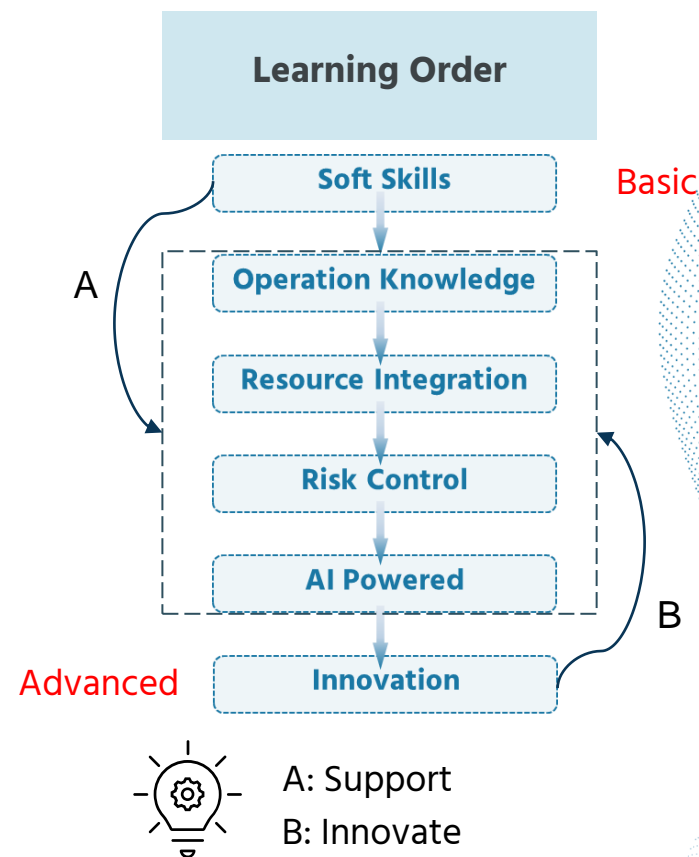 Learning Order
Soft Skills
Basic
A
Operation Knowledge
Resource Integration
Risk Control
AI Powered
B
Advanced
Innovation
A: Support
B: Innovate